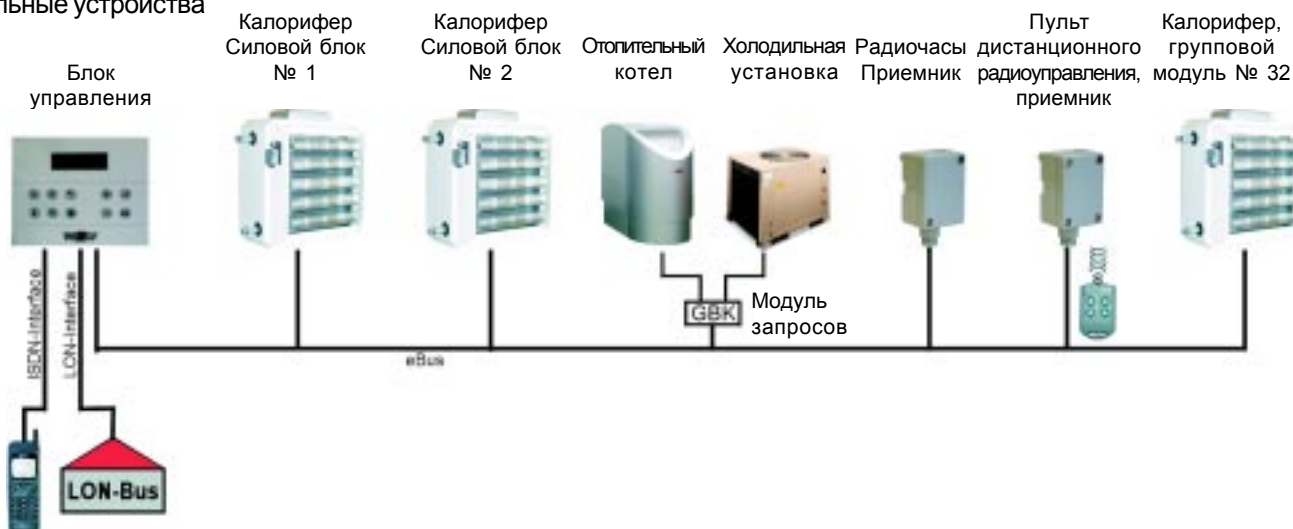 льные устройства
Блок
управления
Калорифер
Силовой блок
№ 1
Калорифер
Силовой блок
№ 2
Отопительный
котел
Холодильная
установка
Радиочасы
Приемник
Пульт
дистанционного
радиоуправления,
приемник
Калорифер,
групповой
модуль № 32
ISDN-Interface
LON-Interface
GBK
Модуль
запросов
eBus
LON-Bus